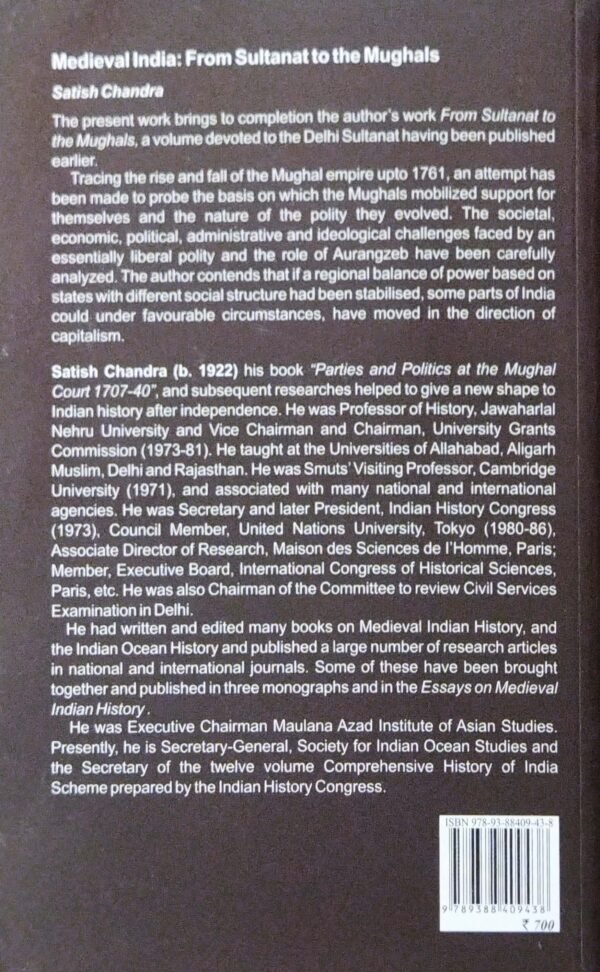 Medieval India: From Sultanat to the Mughals
Satish Chandra
The present work brings to completion the author's work From Sultanat to
the Mughals, a volume devoted to the Delhi Sultanat having been published
earlier.
Tracing the rise and fall of the Mughal empire upto 1761, an attempt has
been made to probe the basis on which the Mughals mobilized support for
themselves and the nature of the polity they evolved. The societal,
economic, political, administrative and ideological challenges faced by an
essentially liberal polity and the role of Aurangzeb have been carefully
analyzed. The author contends that if a regional balance of power based on
states with different social structure had been stabilised, some parts of India
could under favourable circumstances, have moved in the direction of
capitalism.
Satish Chandra (b. 1922) his book "Parties and Politics at the Mughal
Court 1707-40", and subsequent researches helped to give a new shape to
Indian history after independence. He was Professor of History, Jawaharlal
Nehru University and Vice Chairman and Chairman, University Grants
Commission (1973-81). He taught at the Universities of Allahabad, Aligarh
Muslim, Delhi and Rajasthan. He was Smuts' Visiting Professor, Cambridge
University (1971), and associated with many national and international
agencies. He was Secretary and later President, Indian History Congress
(1973), Council Member, United Nations University, Tokyo (1980-86),
Associate Director of Research, Maison des Sciences de l'Homme, Paris;
Member, Executive Board, International Congress of Historical Sciences,
Paris, etc. He was also Chairman of the Committee to review Civil Services
Examination in Delhi.
He had written and edited many books on Medieval Indian History, and
the Indian Ocean History and published a large number of research articles
in national and international journals. Some of these have been brought
together and published in three monographs and in the Essays on Medieval
Indian History.
He was Executive Chairman Maulana Azad Institute of Asian Studies.
Presently, he is Secretary-General, Society for Indian Ocean Studies and
the Secretary of the twelve volume Comprehensive History of India
Scheme prepared by the Indian History Congress.
ISBN 978-93-88409-43-8
9 789388 409438
₹ 700